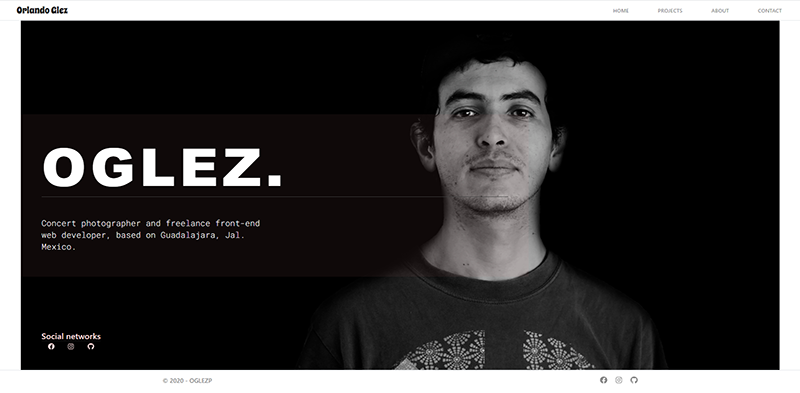 Orlando Glez
HOME PROJECTS ABOUT CONTACT
OGLEZ.
Concert photographer and freelance front-end
web developer, based on Guadalajara, Jal.
Mexico.
Social networks
© 2020 - OGLEZP